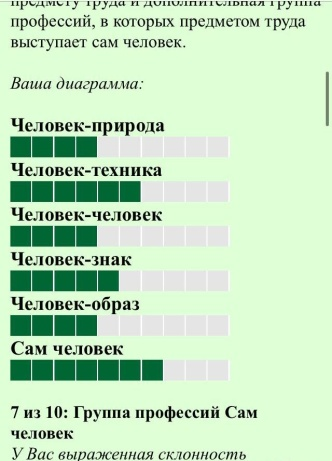 предмету труда и дополнительная группа
профессий, в которых предметом труда
выступает сам человек.
Ваша диаграмма:
Человек-природа
Человек-техника
Человек-человек
Человек-знак
Человек-образ
Сам человек
7 из 10: Группа профессий Сам
человек
У Вас выраженная склонность